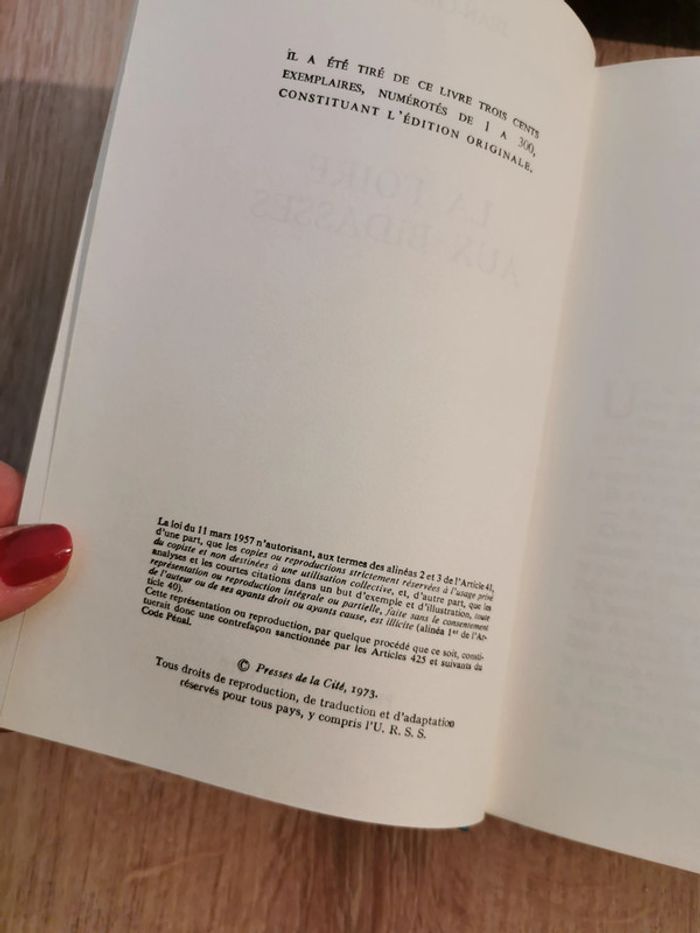 IL A ÉTÉ TIRÉ DE CE LIVRE TROIS CENTS
EXEMPLAIRES, NUMÉROTÉS DE 1 A 300,
CONSTITUANT L'ÉDITION ORIGINALE.
LA FOIRE
AUX BIDASSES
La loi du 11 mars 1957 n'autorisant, aux termes des alinéas 2 et 3 de l'Article 41,
d'une part, que les copies ou reproductions strictement réservées à l'usage privé
du copiste et non destinées à une utilisation collective, et, d'autre part, que les
analyses et les courtes citations dans un but d'exemple et d'illustration, toute
représentation ou reproduction intégrale ou partielle, faite sans le consentement
de l'auteur ou de ses ayants droit ou ayants cause, est illicite (alinéa 1er de l'Ar-
ticle 40).
Cette représentation ou reproduction, par quelque procédé que ce soit, consti-
tuerait donc une contrefaçon sanctionnée par les Articles 425 et suivants du
Code Pénal.
© Presses de la Cité, 1973.
Tous droits de reproduction, de traduction et d'adaptation
réservés pour tous pays, y compris l'U. R. S. S.